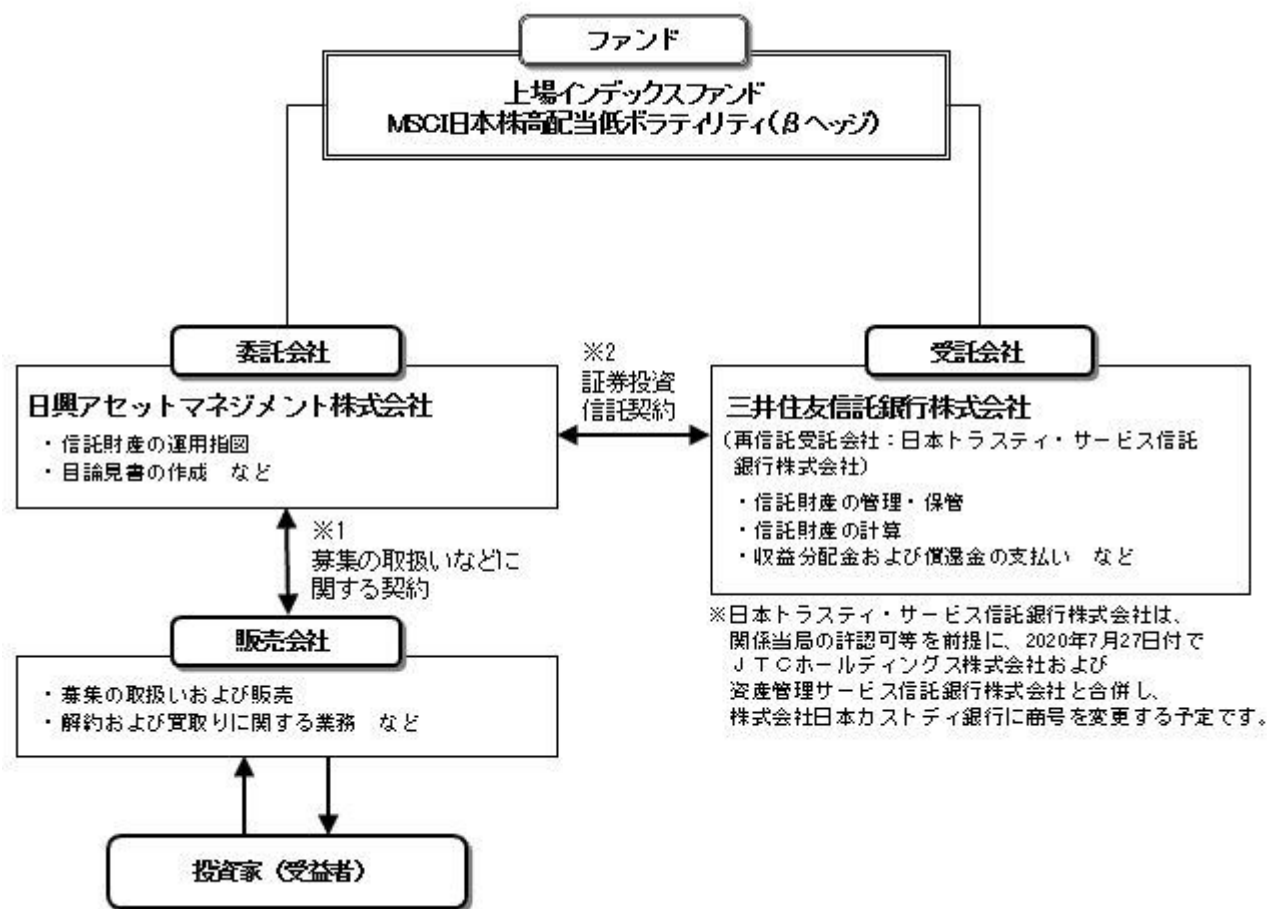 ファンド
上場インデックスファンド
MSCI日本株高配当低ボラティリティ(βヘッジ)
委託会社
日興アセットマネジメント株式会社
・信託財産の運用指図
・目論見書の作成　など
※2
証券投資
信託契約
受託会社
三井住友信託銀行株式会社
(再信託受託会社：日本トラスティ・サービス信託
銀行株式会社)
・信託財産の管理・保管
・信託財産の計算
・収益分配金および償還金の支払い　など
※1
募集の取扱いなどに
関する契約
※日本トラスティ・サービス信託銀行株式会社は、
関係当局の許認可等を前提に、2020年7月27日付で
ＪＴＣホールディングス株式会社および
資産管理サービス信託銀行株式会社と合併し、
株式会社日本カストディ銀行に商号を変更する予定です。
販売会社
・募集の取扱いおよび販売
・解約および買取りに関する業務　など
投資家（受益者）